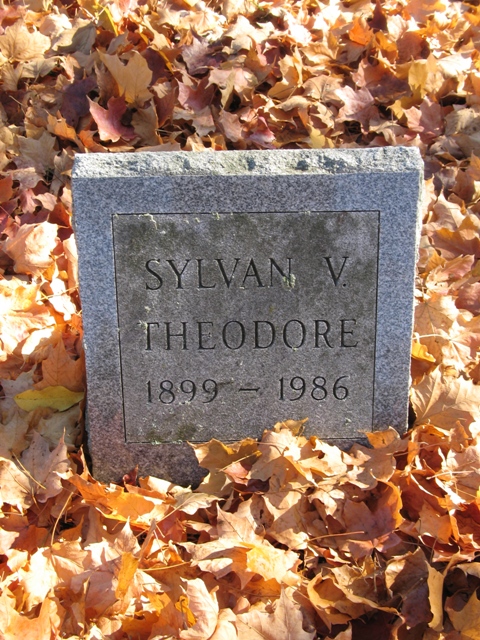 SYLVAN V.
THEODORE
1899 – 1986